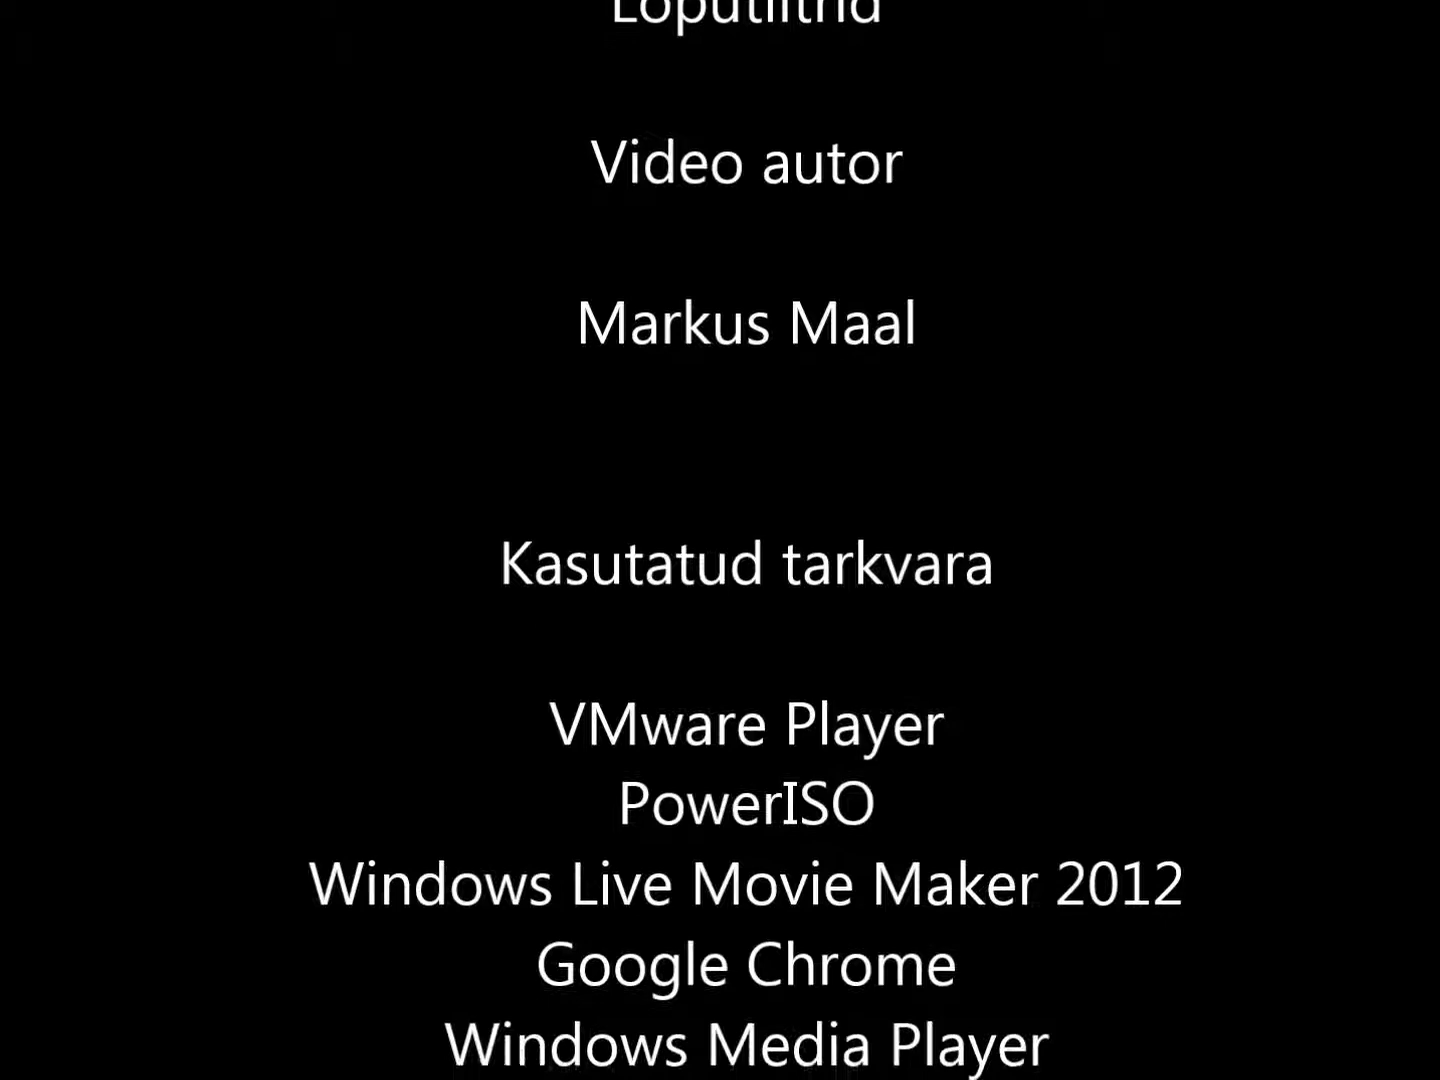 Lõputiitrid
Video autor
Markus Maal
Kasutatud tarkvara
VMware Player
PowerISO
Windows Live Movie Maker 2012
Google Chrome
Windows Media Player